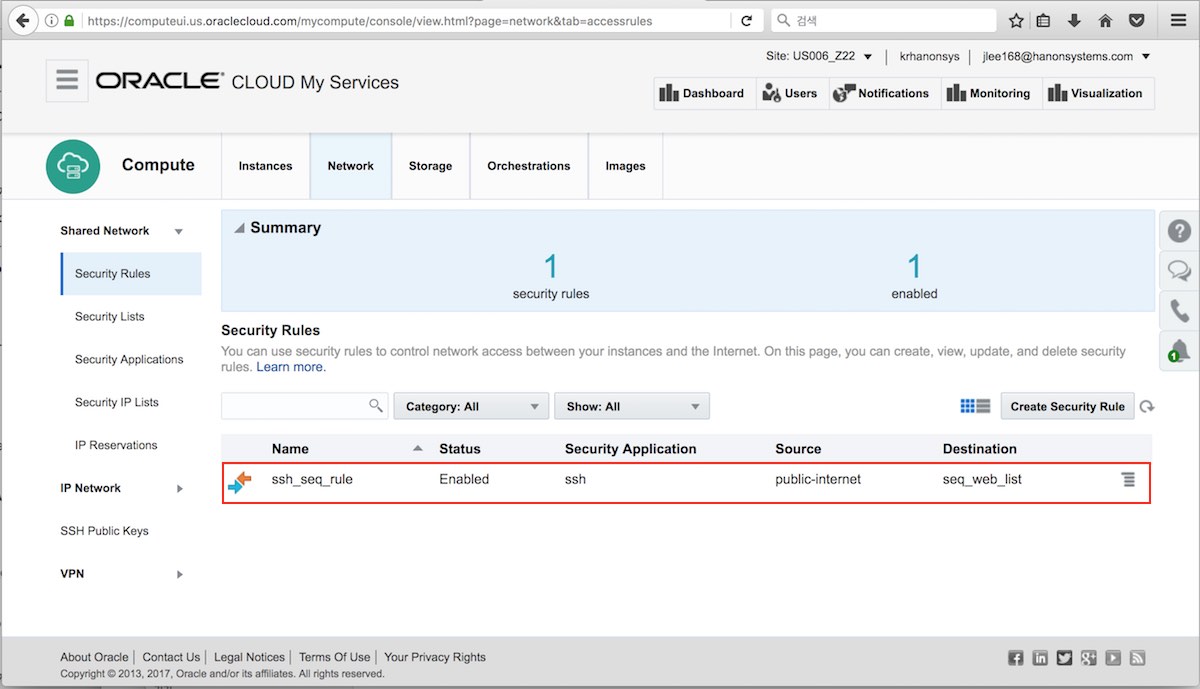 https://computeui.us.oraclecloud.com/mycompute/console/view.html?page=network&tab=accessrules
검색
Site: US006_Z22
krhanonsys
jlee168@hanonsystems.com
ORACLE CLOUD My Services
Dashboard
Users
Notifications
Monitoring
Visualization
Compute
Instances
Network
Storage
Orchestrations
Images
Shared Network
Security Rules
Security Lists
Security Applications
Security IP Lists
IP Reservations
IP Network
SSH Public Keys
VPN
Summary
1
security rules
1
enabled
Security Rules
You can use security rules to control network access between your instances and the Internet. On this page, you can create, view, update, and delete security
rules. Learn more.
Category: All
Show: All
Create Security Rule
Name Status Security Application Source Destination
ssh_seq_rule Enabled ssh public-internet seq_web_list
1
About Oracle | Contact Us | Legal Notices | Terms Of Use | Your Privacy Rights
Copyright © 2013, 2017, Oracle and/or its affiliates. All rights reserved.